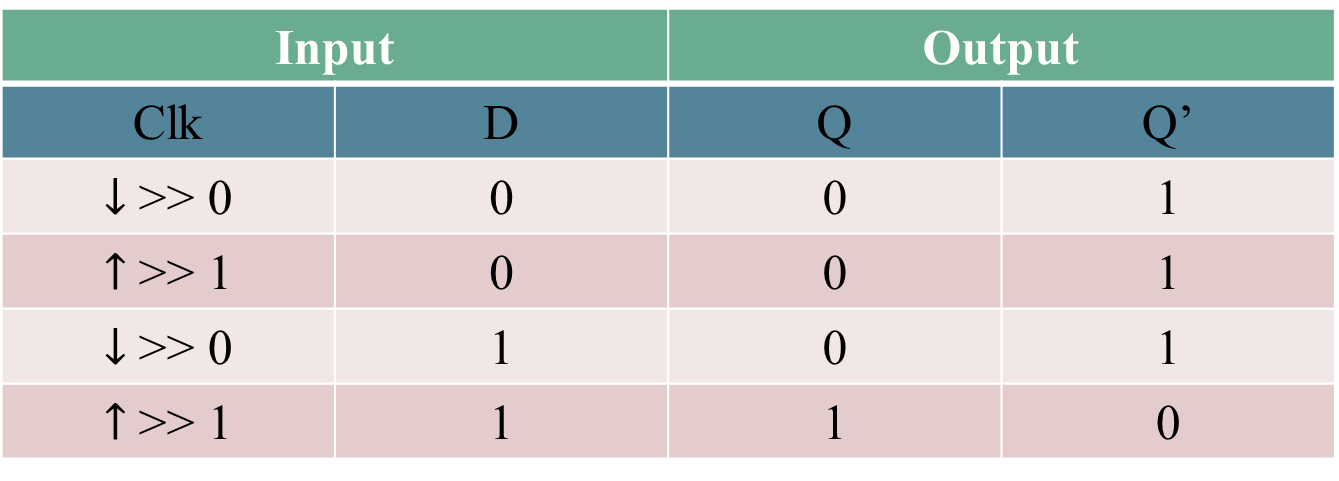 Input Output
Clk D Q Q’
↓ >> 0 0 0 1
↑ >> 1 0 0 1
↓ >> 0 1 0 1
↑ >> 1 1 1 0